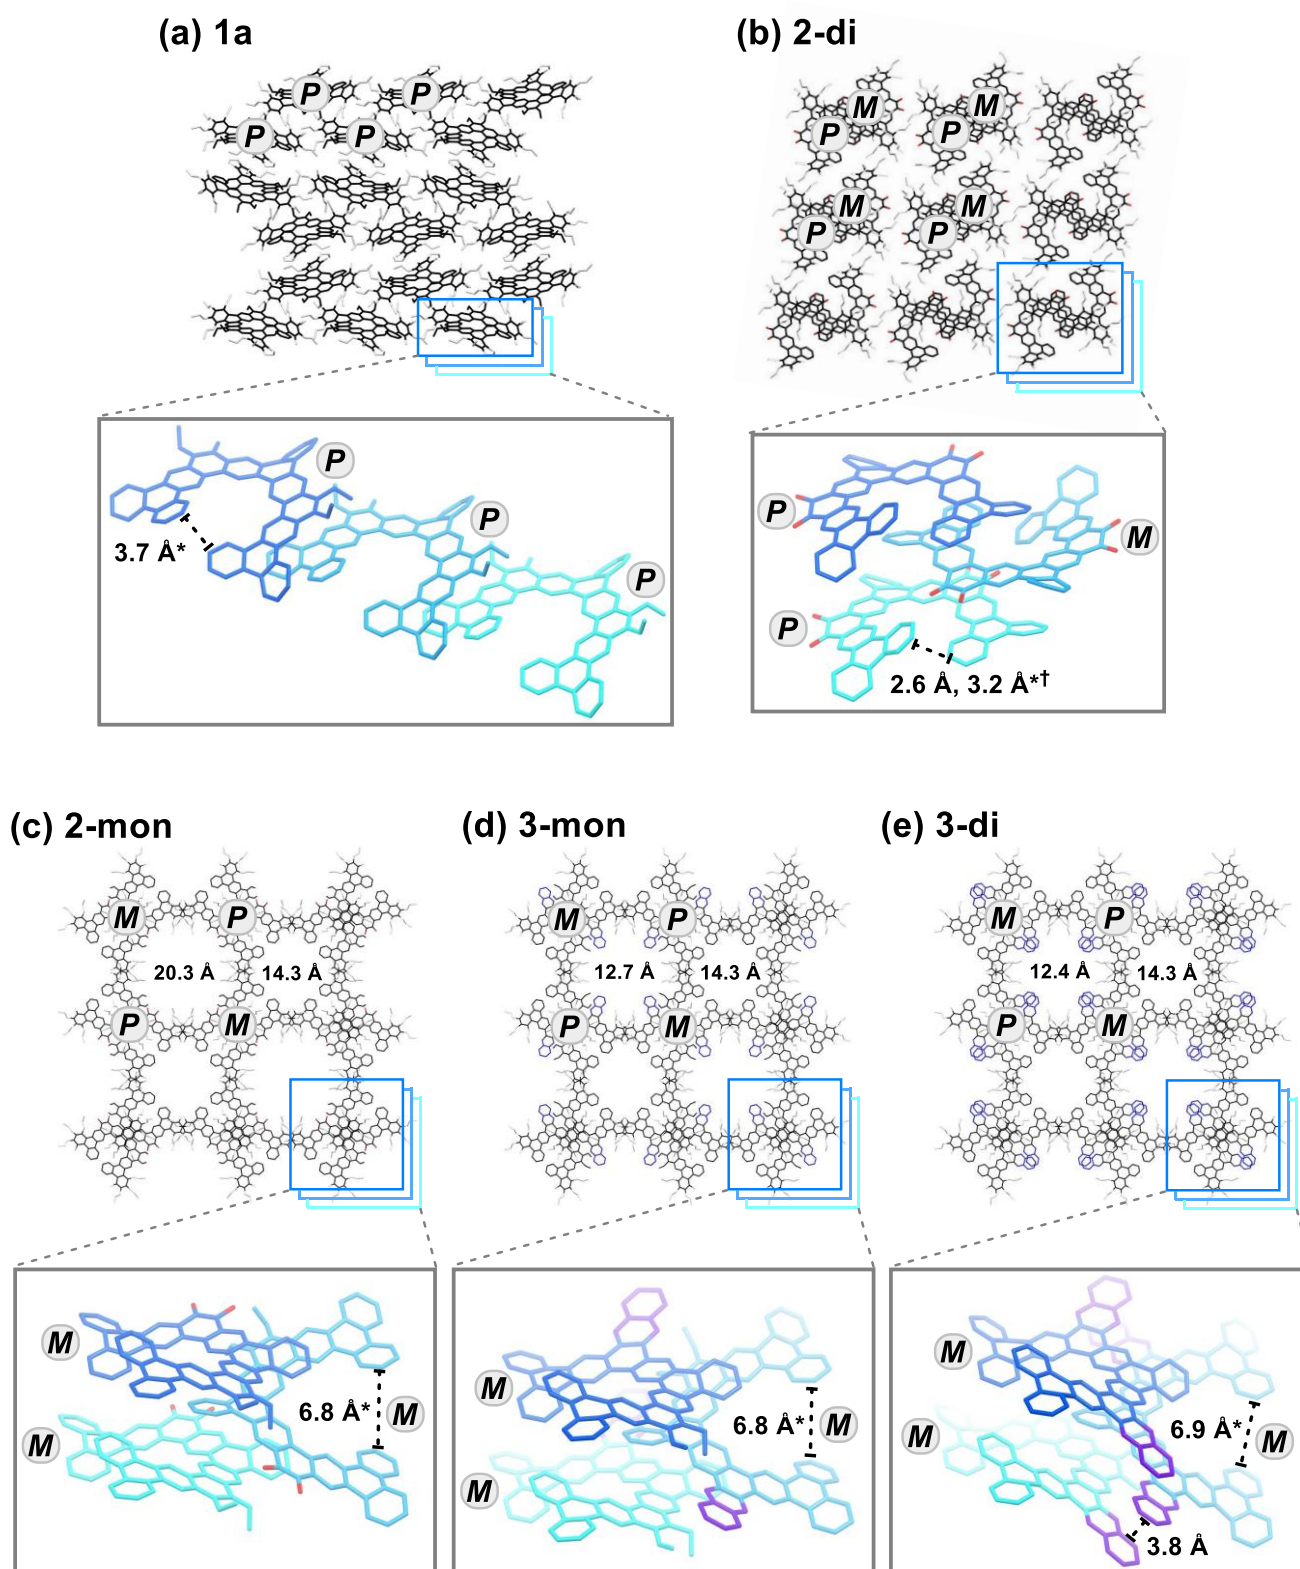 (a) 1a
(b) 2-di
P P
P P
M M
P P
M M
P P
P
P
P
3.7 Å*
P
M
P
2.6 Å, 3.2 Å*†
(c) 2-mon
(d) 3-mon
(e) 3-di
M P
20.3 Å 14.3 Å
P M
M P
12.7 Å 14.3 Å
P M
M P
12.4 Å 14.3 Å
P M
M
6.8 Å* M
M
M
6.8 Å* M
M
M
6.9 Å* M
M
3.8 Å